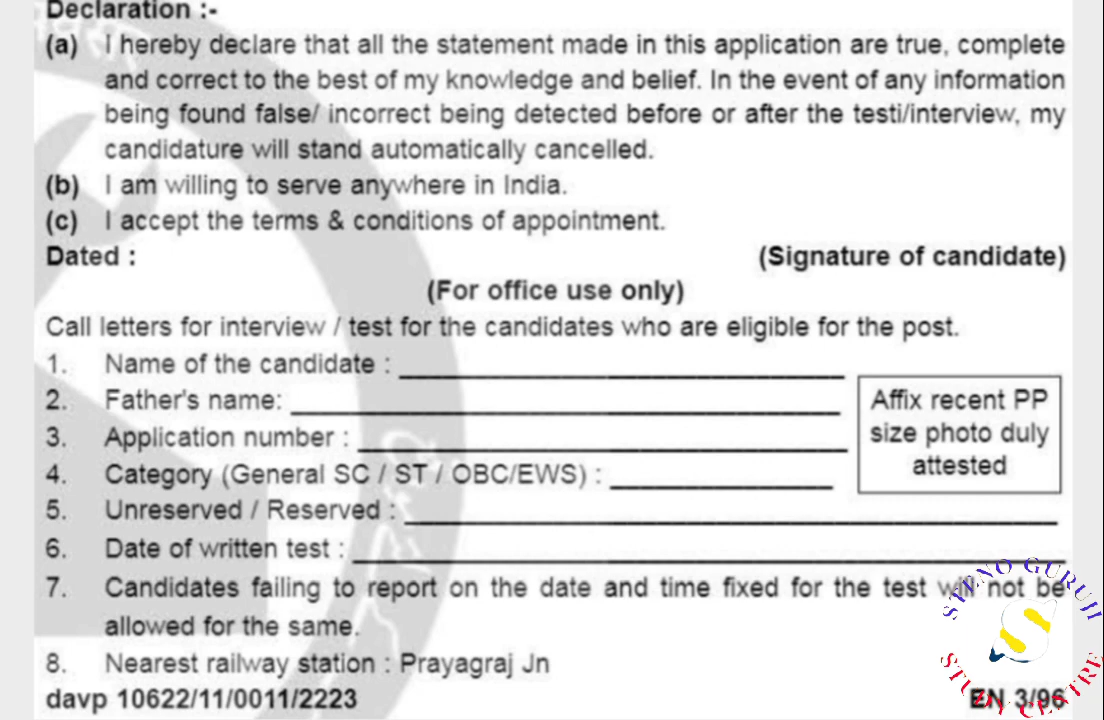 Declaration :-
(a) I hereby declare that all the statement made in this application are true, complete
and correct to the best of my knowledge and belief. In the event of any information
being found false/ incorrect being detected before or after the testi/interview, my
candidature will stand automatically cancelled.
(b) I am willing to serve anywhere in India.
(c) I accept the terms & conditions of appointment.
Dated : (Signature of candidate)
(For office use only)
Call letters for interview / test for the candidates who are eligible for the post.
1. Name of the candidate :
2. Father's name:
3. Application number :
4. Category (General SC / ST / OBC/EWS) :
Affix recent PP
size photo duly
attested
5. Unreserved / Reserved :
6. Date of written test :
7. Candidates failing to report on the date and time fixed for the test will not be
allowed for the same.
8. Nearest railway station : Prayagraj Jn
davp 10622/11/0011/2223 EN 3/96
STENO GURUJI
STUDY CENTRE